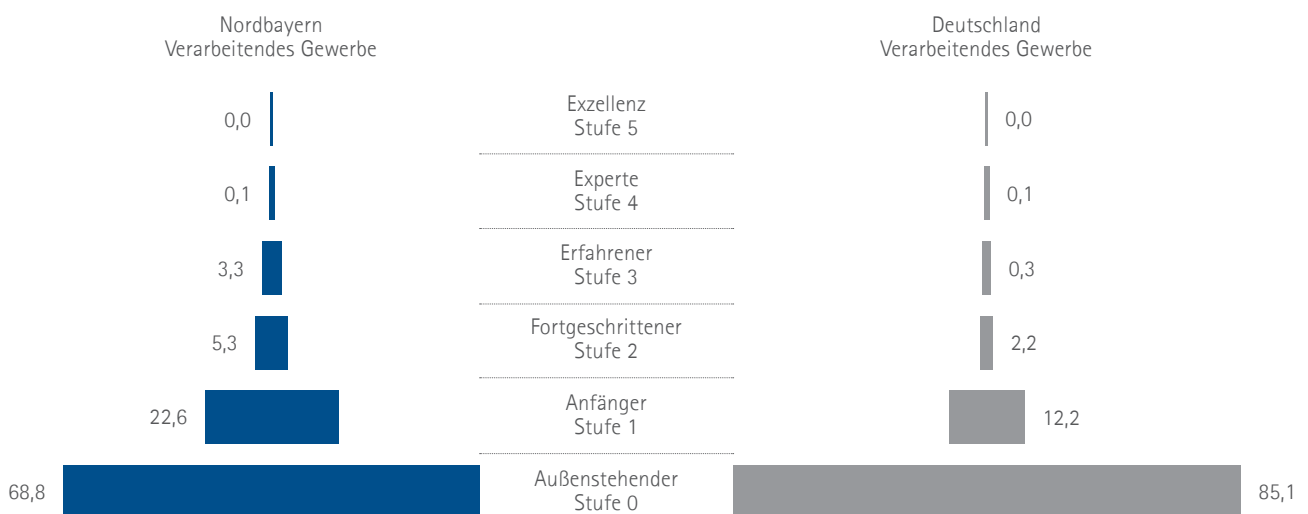 Nordbayern
Verarbeitendes Gewerbe
Deutschland
Verarbeitendes Gewerbe
0,0
Exzellenz
Stufe 5
0,0
0,1
Experte
Stufe 4
0,1
3,3
Erfahrener
Stufe 3
0,3
5,3
Fortgeschrittener
Stufe 2
2,2
22,6
Anfänger
Stufe 1
12,2
68,8
Außenstehender
Stufe 0
85,1